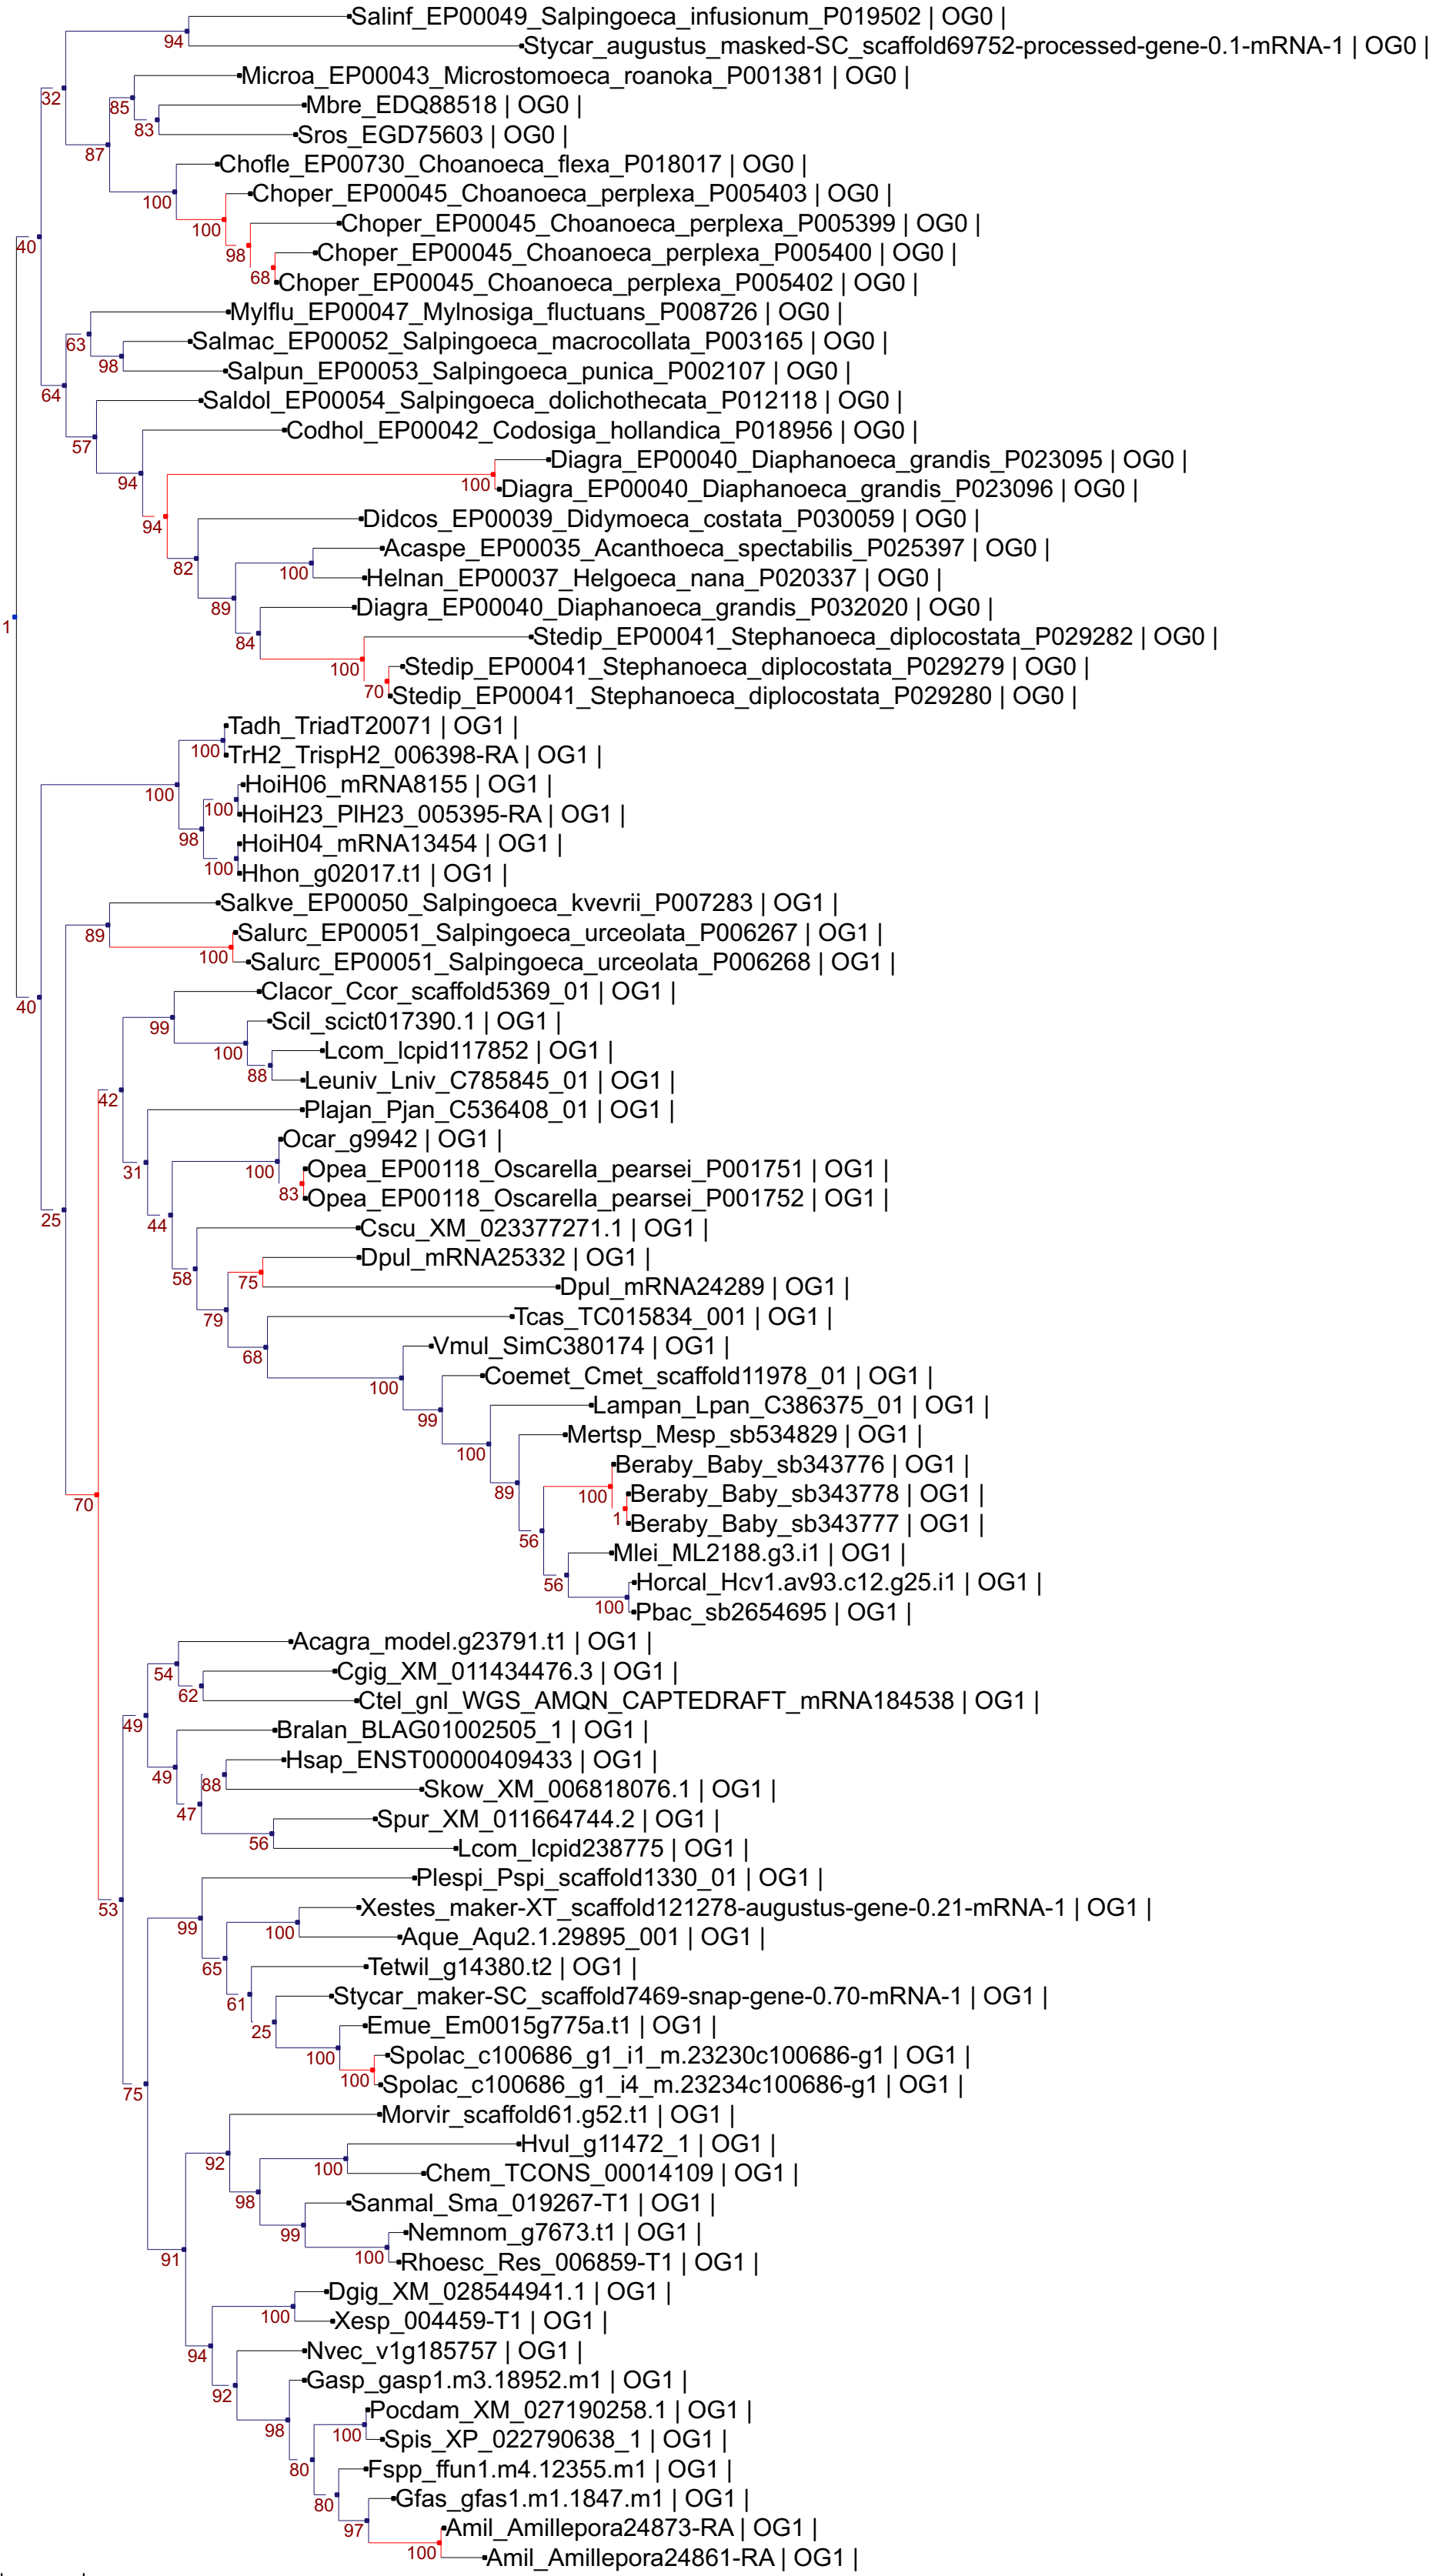 Salinf_EP00049_Salpingoeca_infusionum_P019502 | OG0 |
94
Stycar_augustus_masked-SC_scaffold69752-processed-gene-0.1-mRNA-1 | OG0 |
Microa_EP00043_Microstomoeca_roanoka_P001381 | OG0 |
32
85
Mbre_EDQ88518 | OG0 |
83
Sros_EGD75603 | OG0 |
87
Chofle_EP00730_Choanoeca_flexa_P018017 | OG0 |
Choper_EP00045_Choanoeca_perplexa_P005403 | OG0 |
100
Choper_EP00045_Choanoeca_perplexa_P005399 | OG0 |
100
40
98
Choper_EP00045_Choanoeca_perplexa_P005400 | OG0 |
68
Choper_EP00045_Choanoeca_perplexa_P005402 | OG0 |
Mylflu_EP00047_Mylnosiga_fluctuans_P008726 | OG0 |
63
Salmac_EP00052_Salpingoeca_macrocollata_P003165 | OG0 |
98
Salpun_EP00053_Salpingoeca_punica_P002107 | OG0 |
64
Saldol_EP00054_Salpingoeca_dolichothecata_P012118 | OG0 |
Codhol_EP00042_Codosiga_hollandica_P018956 | OG0 |
57
Diagra_EP00040_Diaphanoeca_grandis_P023095 | OG0 |
94
100
Diagra_EP00040_Diaphanoeca_grandis_P023096 | OG0 |
Didcos_EP00039_Didymoeca_costata_P030059 | OG0 |
94
Acaspe_EP00035_Acanthoeca_spectabilis_P025397 | OG0 |
82
100
Helnan_EP00037_Helgoeca_nana_P020337 | OG0 |
89
Diagra_EP00040_Diaphanoeca_grandis_P032020 | OG0 |
1
84
Stedip_EP00041_Stephanoeca_diplocostata_P029282 | OG0 |
100
Stedip_EP00041_Stephanoeca_diplocostata_P029279 | OG0 |
70
Stedip_EP00041_Stephanoeca_diplocostata_P029280 | OG0 |
Tadh_TriadT20071 | OG1 |
100
TrH2_TrispH2_006398-RA | OG1 |
HoiH06_mRNA8155 | OG1 |
100
100
HoiH23_PlH23_005395-RA | OG1 |
98
HoiH04_mRNA13454 | OG1 |
100
Hhon_g02017.t1 | OG1 |
Salkve_EP00050_Salpingoeca_kvevrii_P007283 | OG1 |
89
Salurc_EP00051_Salpingoeca_urceolata_P006267 | OG1 |
100
Salurc_EP00051_Salpingoeca_urceolata_P006268 | OG1 |
40
Clacor_Ccor_scaffold5369_01 | OG1 |
99
Scil_scict017390.1 | OG1 |
100
Lcom_lcpid117852 | OG1 |
88
Leuniv_Lniv_C785845_01 | OG1 |
42
Plajan_Pjan_C536408_01 | OG1 |
Ocar_g9942 | OG1 |
31
100
Opea_EP00118_Oscarella_pearsei_P001751 | OG1 |
83
Opea_EP00118_Oscarella_pearsei_P001752 | OG1 |
25
44
Cscu_XM_023377271.1 | OG1 |
Dpul_mRNA25332 | OG1 |
58
75
Dpul_mRNA24289 | OG1 |
79
Tcas_TC015834_001 | OG1 |
Vmul_SimC380174 | OG1 |
68
Coemet_Cmet_scaffold11978_01 | OG1 |
100
Lampan_Lpan_C386375_01 | OG1 |
99
Mertsp_Mesp_sb534829 | OG1 |
100
Beraby_Baby_sb343776 | OG1 |
89
100
Beraby_Baby_sb343778 | OG1 |
70
1
Beraby_Baby_sb343777 | OG1 |
56
Mlei_ML2188.g3.i1 | OG1 |
56
Horcal_Hcv1.av93.c12.g25.i1 | OG1 |
100
Pbac_sb2654695 | OG1 |
Acagra_model.g23791.t1 | OG1 |
54
Cgig_XM_011434476.3 | OG1 |
62
Ctel_gnl_WGS_AMQN_CAPTEDRAFT_mRNA184538 | OG1 |
49
Bralan_BLAG01002505_1 | OG1 |
Hsap_ENST00000409433 | OG1 |
49
88
Skow_XM_006818076.1 | OG1 |
47
Spur_XM_011664744.2 | OG1 |
56
Lcom_lcpid238775 | OG1 |
Plespi_Pspi_scaffold1330_01 | OG1 |
53
Xestes_maker-XT_scaffold121278-augustus-gene-0.21-mRNA-1 | OG1 |
99
100
Aque_Aqu2.1.29895_001 | OG1 |
65
Tetwil_g14380.t2 | OG1 |
61
Stycar_maker-SC_scaffold7469-snap-gene-0.70-mRNA-1 | OG1 |
25
Emue_Em0015g775a.t1 | OG1 |
100
Spolac_c100686_g1_i1_m.23230c100686-g1 | OG1 |
100
Spolac_c100686_g1_i4_m.23234c100686-g1 | OG1 |
75
Morvir_scaffold61.g52.t1 | OG1 |
Hvul_g11472_1 | OG1 |
92
100
Chem_TCONS_00014109 | OG1 |
98
Sanmal_Sma_019267-T1 | OG1 |
99
Nemnom_g7673.t1 | OG1 |
100
Rhoesc_Res_006859-T1 | OG1 |
91
Dgig_XM_028544941.1 | OG1 |
100
Xesp_004459-T1 | OG1 |
Nvec_v1g185757 | OG1 |
94
Gasp_gasp1.m3.18952.m1 | OG1 |
92
Pocdam_XM_027190258.1 | OG1 |
98
100
Spis_XP_022790638_1 | OG1 |
80
Fspp_ffun1.m4.12355.m1 | OG1 |
80
Gfas_gfas1.m1.1847.m1 | OG1 |
97
Amil_Amillepora24873-RA | OG1 |
100
Amil_Amillepora24861-RA | OG1 |